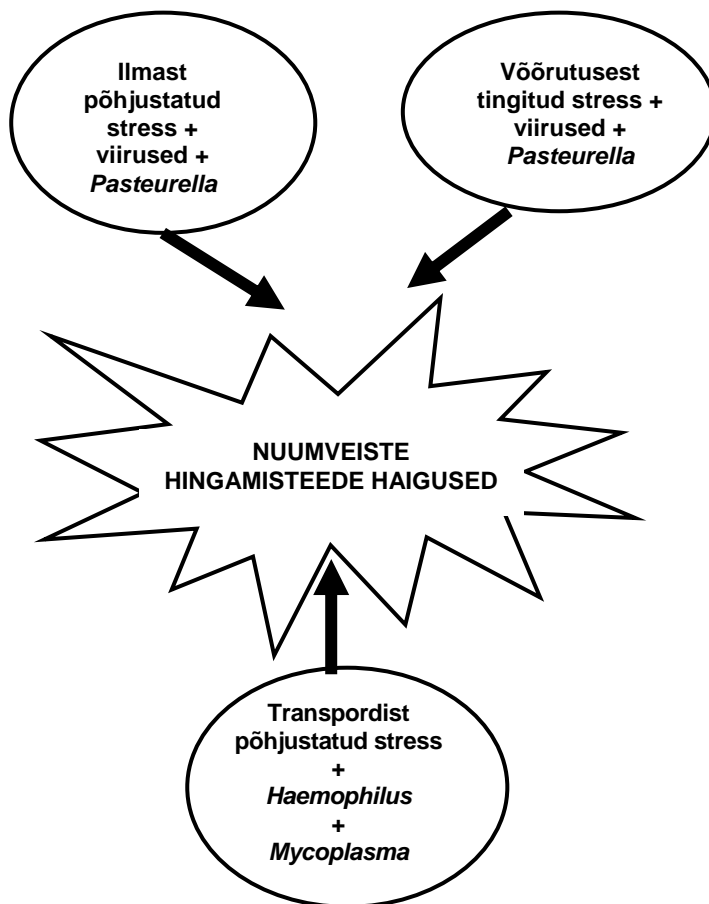 Ilmast
põhjustatud
stress +
viirused +
Pasteurella
Võõrutusest
tingitud stress +
viirused +
Pasteurella
NUUMVEISTE
HINGAMISTEEDE HAIGUSED
Transpordist
põhjustatud stress
+
Haemophilus
+
Mycoplasma